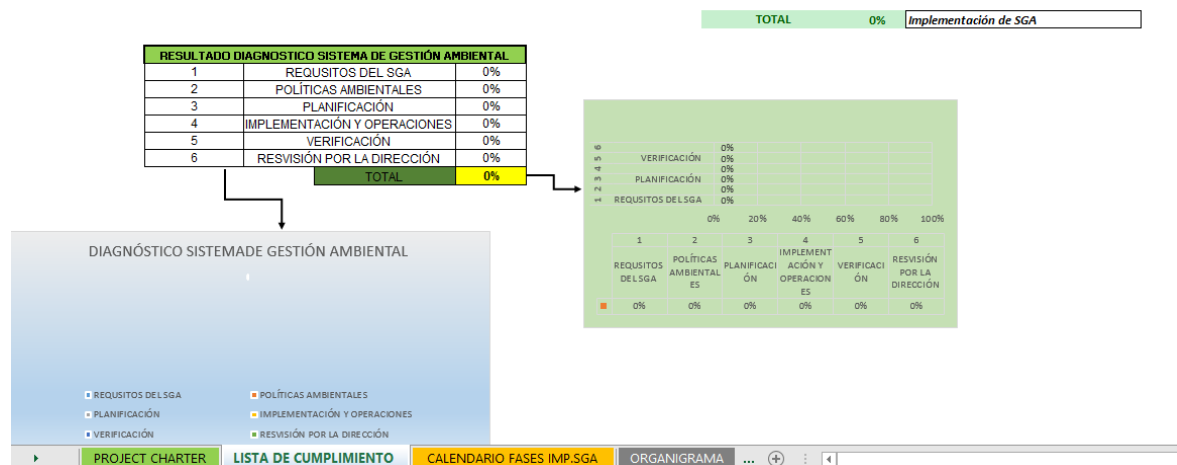 TOTAL 0% Implementación de SGA
RESULTADO DIAGNOSTICO SISTEMA DE GESTIÓN AMBIENTAL
1 REQUSITOS DEL SGA 0%
2 POLÍTICAS AMBIENTALES 0%
3 PLANIFICACIÓN 0%
4 IMPLEMENTACIÓN Y OPERACIONES 0%
5 VERIFICACIÓN 0%
6 RESVISIÓN POR LA DIRECCIÓN 0%
TOTAL 0%
6 0%
5 VERIFICACIÓN 0%
4 0%
3 PLANIFICACIÓN 0%
2 0%
1 REQUSITOS DEL SGA 0%
0% 20% 40% 60% 80% 100%
1 2 3 4 5 6
REQUSITOS DEL SGA
POLÍTICAS AMBIENTAL ES
PLANIFICACI ÓN
IMPLEMENT ACIÓN Y OPERACION ES
VERIFICACI ÓN
RESVISIÓN POR LA DIRECCIÓN
0% 0% 0% 0% 0% 0%
DIAGNÓSTICO SISTEMADE GESTIÓN AMBIENTAL
REQUSITOS DEL SGA POLÍTICAS AMBIENTALES
PLANIFICACIÓN IMPLEMENTACIÓN Y OPERACIONES
VERIFICACIÓN RESVISIÓN POR LA DIRECCIÓN
PROJECT CHARTER LISTA DE CUMPLIMIENTO CALENDARIO FASES IMP.SGA ORGANIGRAMA ...